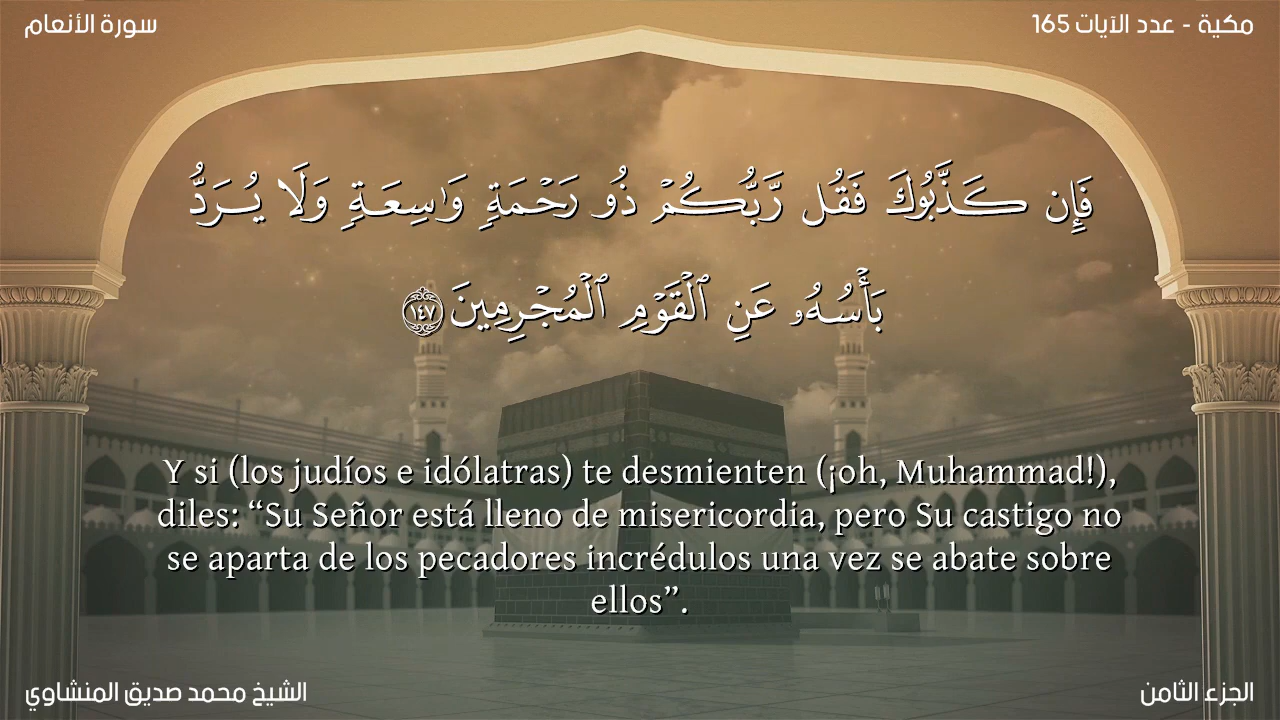 سورة الأنعام
مكية - عدد الآيات 165
فَإِن كَذَّبُوكَ فَقُل رَّبُّكُمْ ذُو رَحْمَةٍ وَٰسِعَةٍ وَلَا يُرَدُّ
بَأْسُهُۥ عَنِ ٱلْقَوْمِ ٱلْمُجْرِمِينَ ١٤٧
Y si (los judíos e idólatras) te desmienten (¡oh, Muhammad!),
diles: “Su Señor está lleno de misericordia, pero Su castigo no
se aparta de los pecadores incrédulos una vez se abate sobre
ellos”.
الشيخ محمد صديق المنشاوي
الجزء الثامن